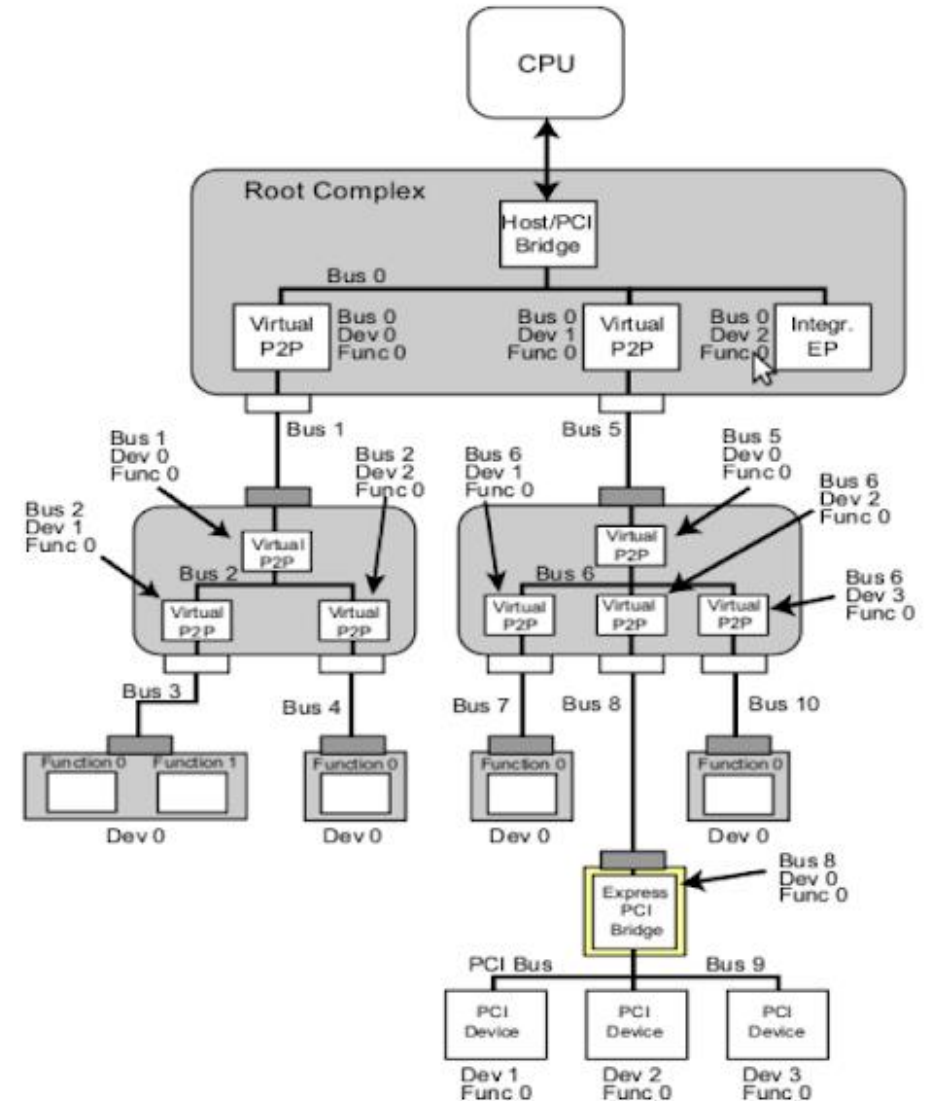 CPU
Root Complex
Host/PCI
Bridge
Bus 0
Virtual
P2P
Bus 0
Dev 0
Func 0
Bus 0
Dev 1
Func 0
Virtual
P2P
Bus 0
Dev 2
Func 0
Integr.
EP
Bus 1
Bus 5
Bus 1
Dev 0
Func 0
Bus 2
Dev 2
Func 0
Bus 6
Dev 1
Func 0
Bus 5
Dev 0
Func 0
Bus 6
Dev 2
Func 0
Bus 2
Dev 1
Func 0
Virtual
P2P
Bus 2
Virtual
P2P
Virtual
P2P
Virtual
P2P
Bus 6
Virtual
P2P
Virtual
P2P
Virtual
P2P
Bus 6
Dev 3
Func 0
Bus 3
Bus 4
Bus 7
Bus 8
Bus 10
Function 0
Function 1
Dev 0
Function 0
Dev 0
Function 0
Dev 0
Function 0
Dev 0
Express
PCI
Bridge
Bus 8
Dev 0
Func 0
PCI Bus
Bus 9
PCI
Device
PCI
Device
PCI
Device
Dev 1
Func 0
Dev 2
Func 0
Dev 3
Func 0